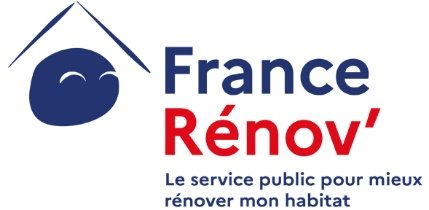 France
Rénov'
Le service public pour mieux
rénover mon habitat